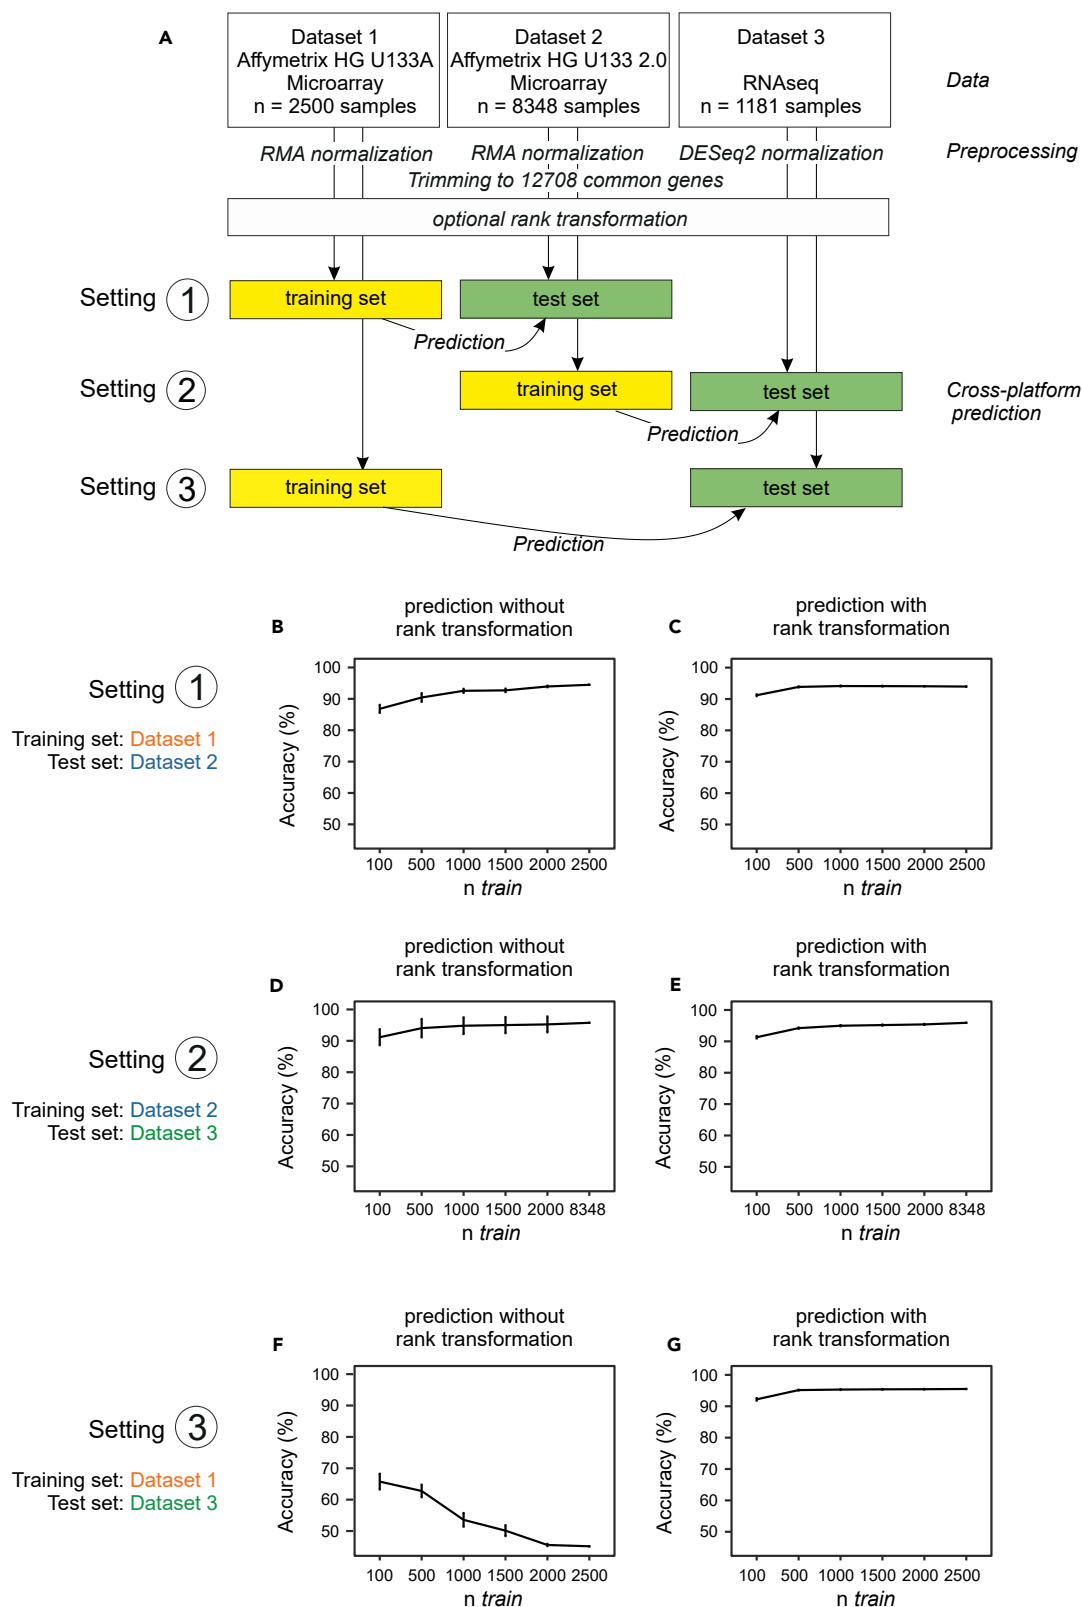 A
Dataset 1
Affymetrix HG U133A
Microarray
n = 2500 samples
Dataset 2
Affymetrix HG U133 2.0
Microarray
n = 8348 samples
Dataset 3
RNAseq
n = 1181 samples
Data
RMA normalization
RMA normalization
DESeq2 normalization
Preprocessing
Trimming to 12708 common genes
optional rank transformation
Setting 1
training set
test set
Prediction
Setting 2
training set
test set
Cross-platform
prediction
Prediction
Setting 3
training set
test set
Prediction
Setting 1
Training set: Dataset 1
Test set: Dataset 2
B
prediction without
rank transformation
Accuracy (%)
100
90
80
70
60
50
100 500 1000 1500 2000 2500
n train
C
prediction with
rank transformation
Accuracy (%)
100
90
80
70
60
50
100 500 1000 1500 2000 2500
n train
Setting 2
Training set: Dataset 2
Test set: Dataset 3
D
prediction without
rank transformation
Accuracy (%)
100
90
80
70
60
50
100 500 1000 1500 2000 8348
n train
E
prediction with
rank transformation
Accuracy (%)
100
90
80
70
60
50
100 500 1000 1500 2000 8348
n train
Setting 3
Training set: Dataset 1
Test set: Dataset 3
F
prediction without
rank transformation
Accuracy (%)
100
90
80
70
60
50
100 500 1000 1500 2000 2500
n train
G
prediction with
rank transformation
Accuracy (%)
100
90
80
70
60
50
100 500 1000 1500 2000 2500
n train